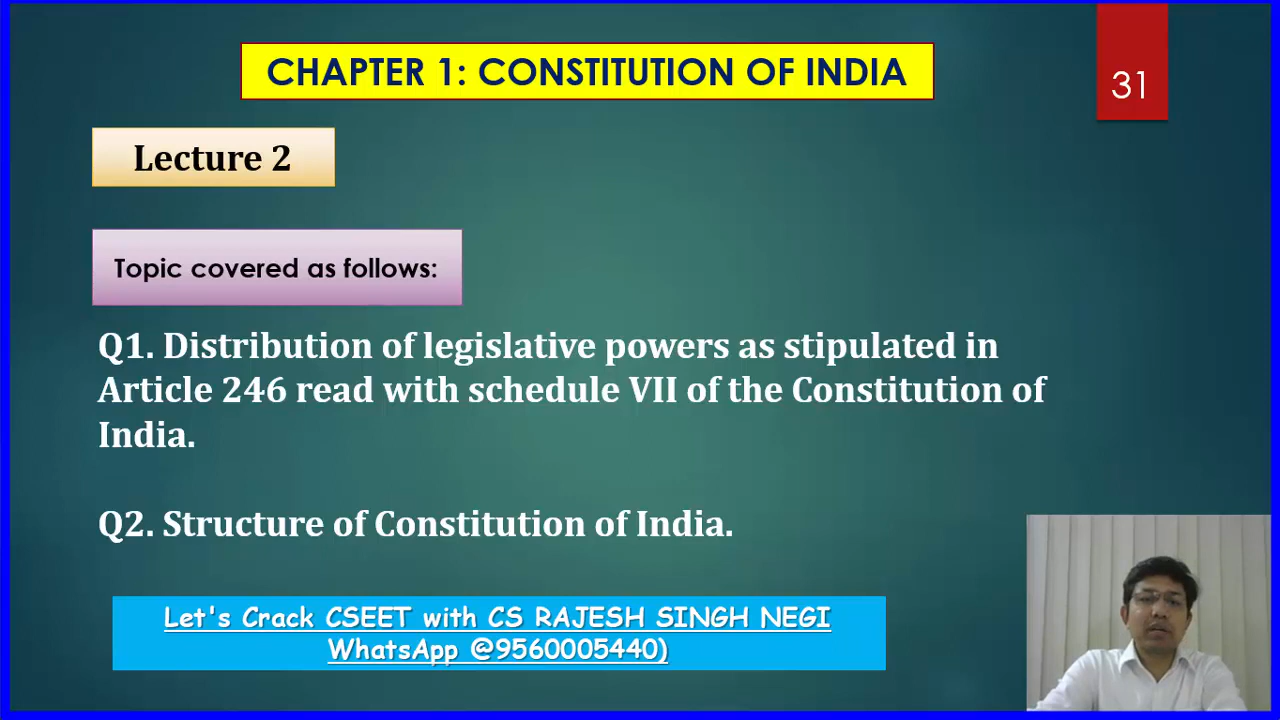 CHAPTER 1: CONSTITUTION OF INDIA
31
Lecture 2
Topic covered as follows:
Q1. Distribution of legislative powers as stipulated in
Article 246 read with schedule VII of the Constitution of
India.
Q2. Structure of Constitution of India.
Let's Crack CSEET with CS RAJESH SINGH NEGI
WhatsApp @9560005440)